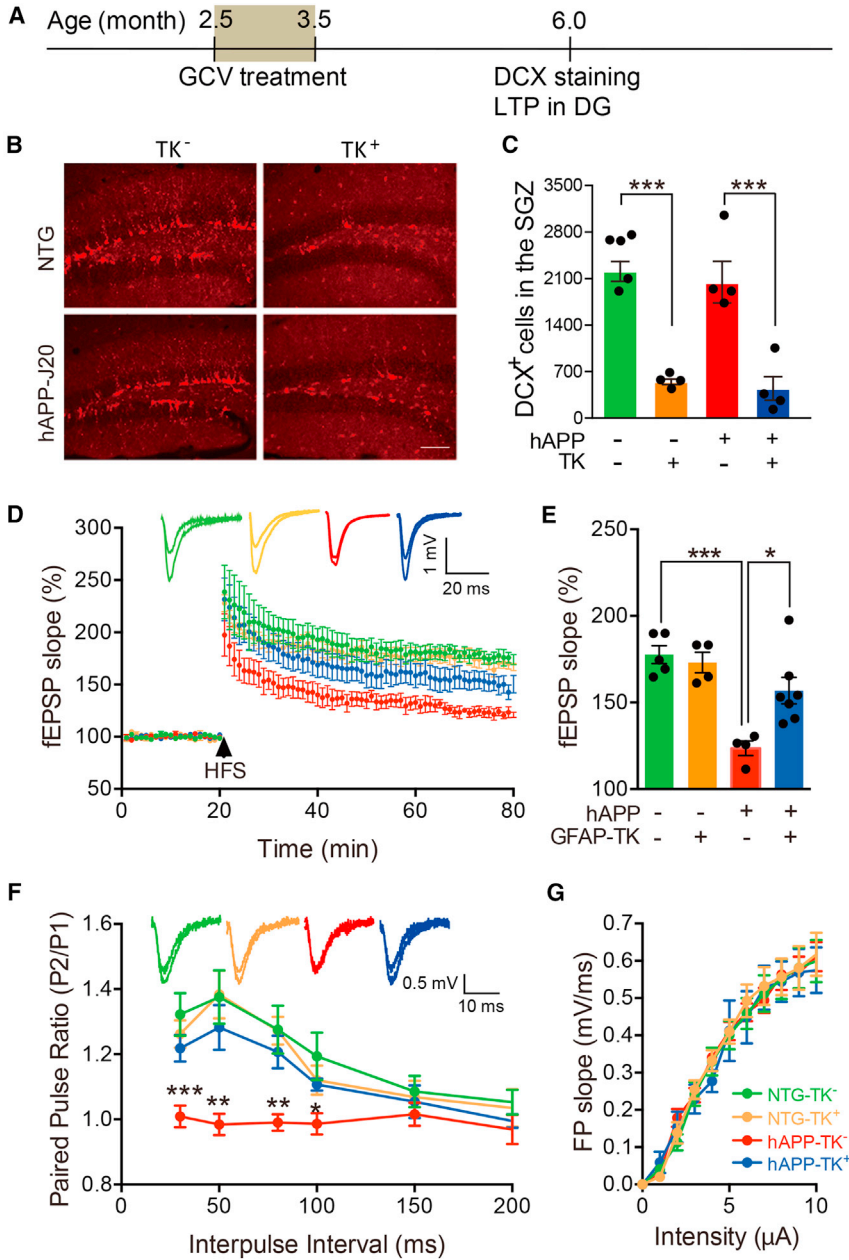 A
Age (month)
2.5
3.5
6.0
GCV treatment
DCX staining
LTP in DG
B
TK-
TK+
NTG
hAPP-J20
C
DCX+ cells in the SGZ
3500
2800
2100
1400
700
0
***
***
hAPP - - + +
TK - + - +
D
fEPSP slope (%)
300
250
200
150
100
50
1 mV
20 ms
HFS
0 20 40 60 80
Time (min)
E
fEPSP slope (%)
250
200
150
100
***
*
hAPP - - + +
GFAP-TK - + - +
F
Paired Pulse Ratio (P2/P1)
1.6
1.4
1.2
1.0
0.8
0.5 mV
10 ms
*** ** ** *
0 50 100 150 200
Interpulse Interval (ms)
G
FP slope (mV/ms)
0.7
0.6
0.5
0.4
0.3
0.2
0.1
0.0
NTG-TK-
NTG-TK+
hAPP-TK-
hAPP-TK+
0 5 10
Intensity (µA)